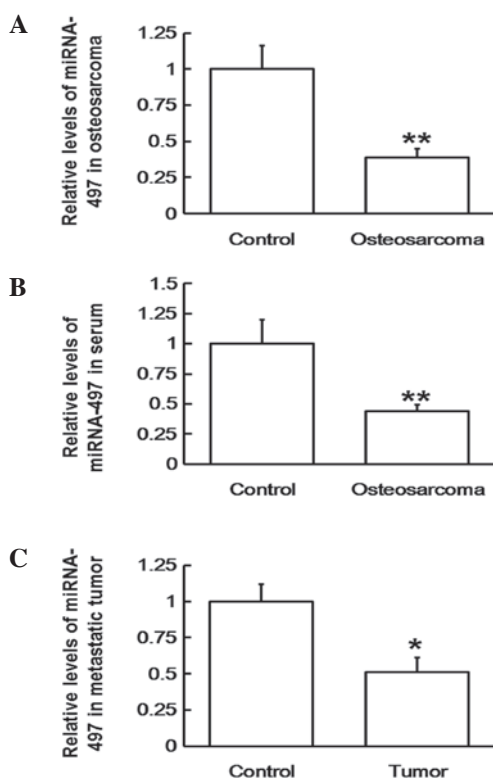 A
Relative levels of miRNA-
497 in osteosarcoma
1.25
1
0.75
0.5
0.25
0
**
Control Osteosarcoma
B
Relative levels of
miRNA-497 in serum
1.5
1.25
1
0.75
0.5
0.25
0
**
Control Osteosarcoma
C
Relative levels of miRNA-
497 in metastatic tumor
1.25
1
0.75
0.5
0.25
0
*
Control Tumor